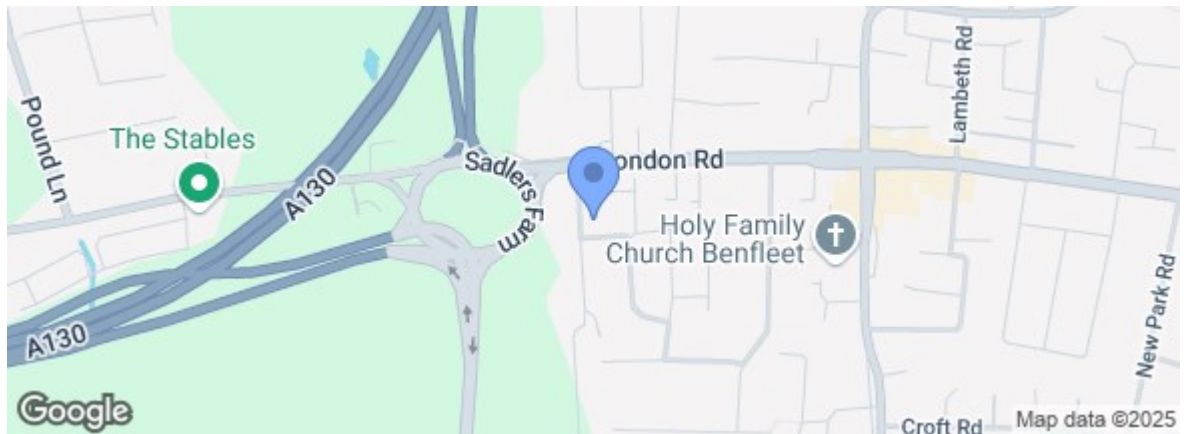 Pound Ln
The Stables
A130
Sadlers Farm
ondon Rd
Lambeth Rd
Holy Family
Church Benfleet
New Park Rd
A130
Google
Croft Rd
Map data ©2025